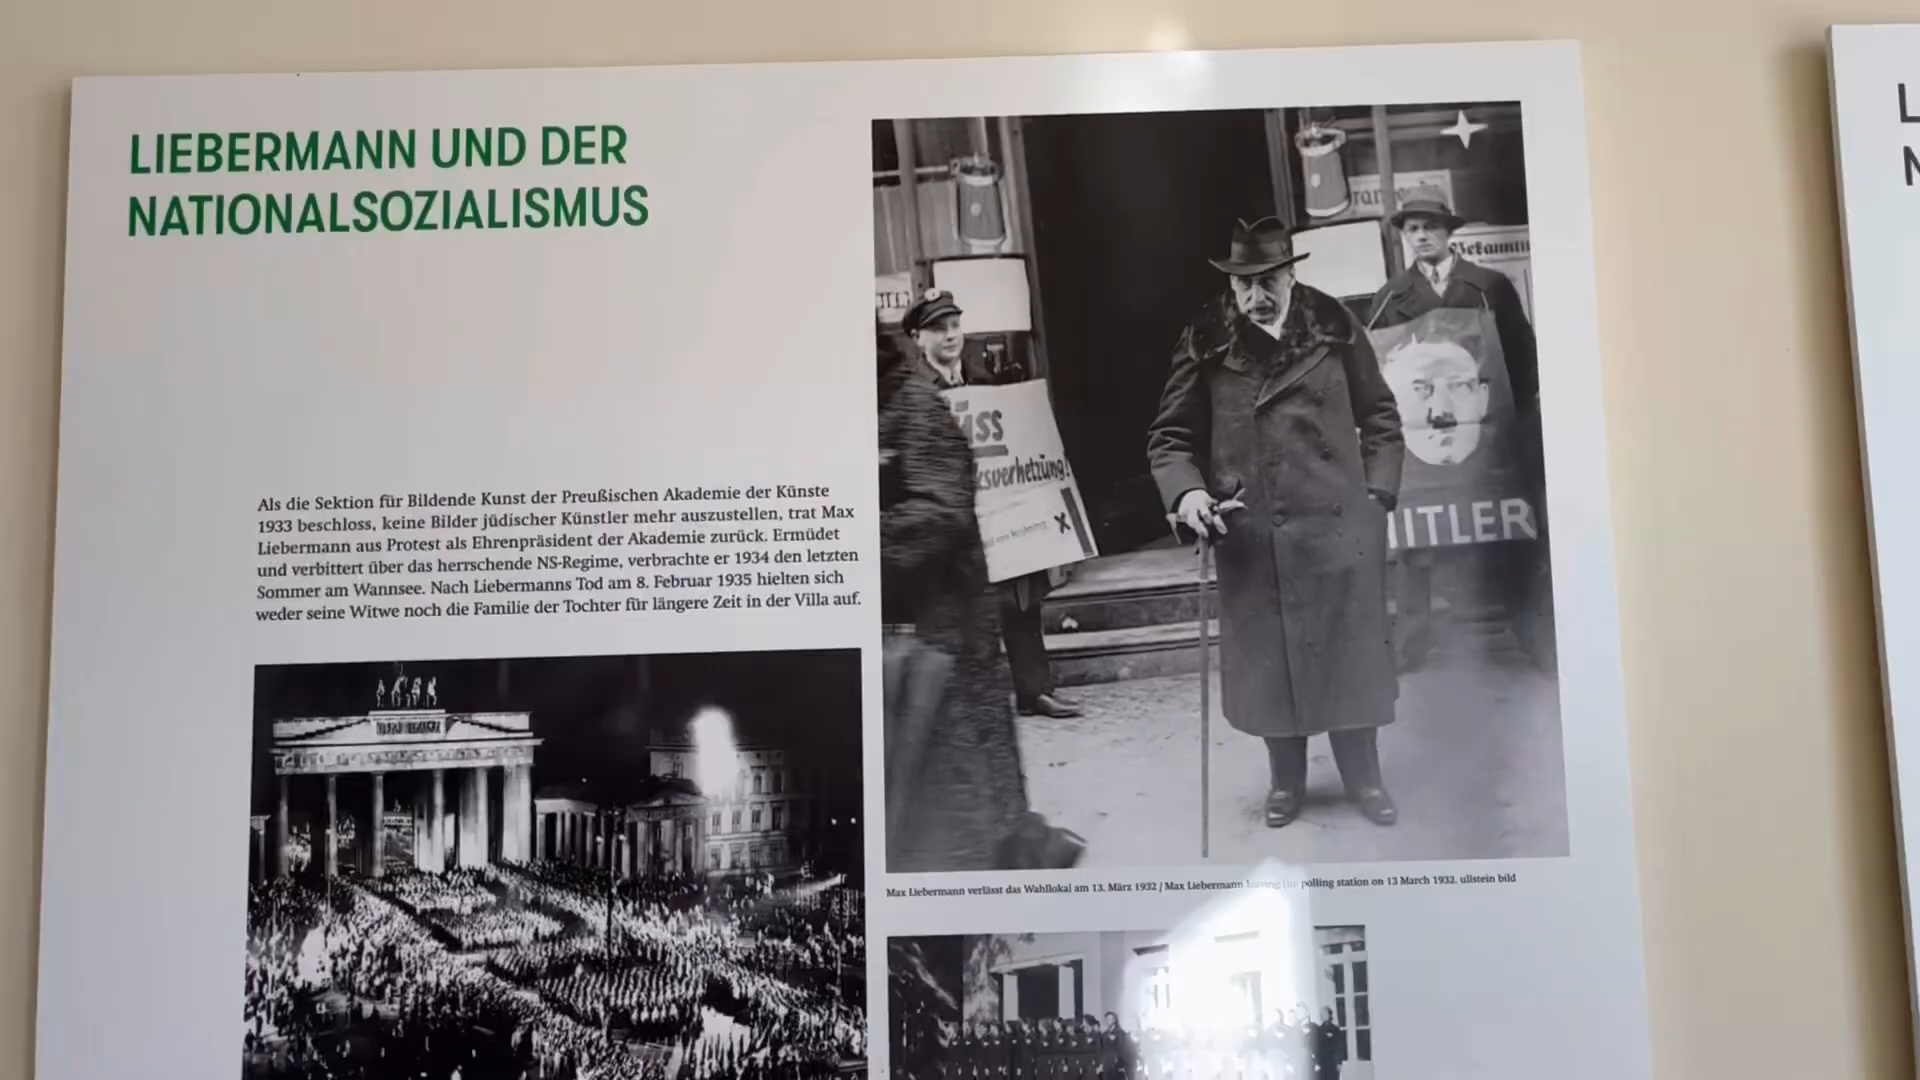 LIEBERMANN UND DER
NATIONALSOZIALISMUS
Als die Sektion für Bildende Kunst der Preußischen Akademie der Künste
1933 beschloss, keine Bilder jüdischer Künstler mehr auszustellen, trat Max
Liebermann aus Protest als Ehrenpräsident der Akademie zurück. Ermüdet
und verbittert über das herrschende NS-Regime, verbrachte er 1934 den letzten
Sommer am Wannsee. Nach Liebermanns Tod am 8. Februar 1935 hielten sich
weder seine Witwe noch die Familie der Tochter für längere Zeit in der Villa auf.
ksverhetzung!
HITLER
Max Liebermann verlässt das Wahllokal am 13. März 1932 / Max Liebermann leaving the polling station on 13 March 1932. ullstein bild